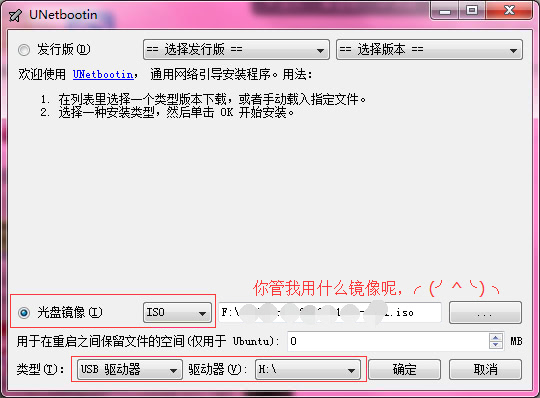 UNetbootin
发行版(D) == 选择发行版 == == 选择版本 ==
欢迎使用 UNetbootin, 通用网络引导安装程序。用法:
1. 在列表里选择一个类型版本下载,或者手动载入指定文件。
2. 选择一种安装类型,然后单击 OK 开始安装。
你管我用什么镜像呢,╭(╯^╰)╮
光盘镜像(I) ISO F:\ .iso ...
用于在重启之间保留文件的空间(仅用于 Ubuntu): 0 MB
类型(T): USB 驱动器 驱动器(V): H:\ 确定 取消